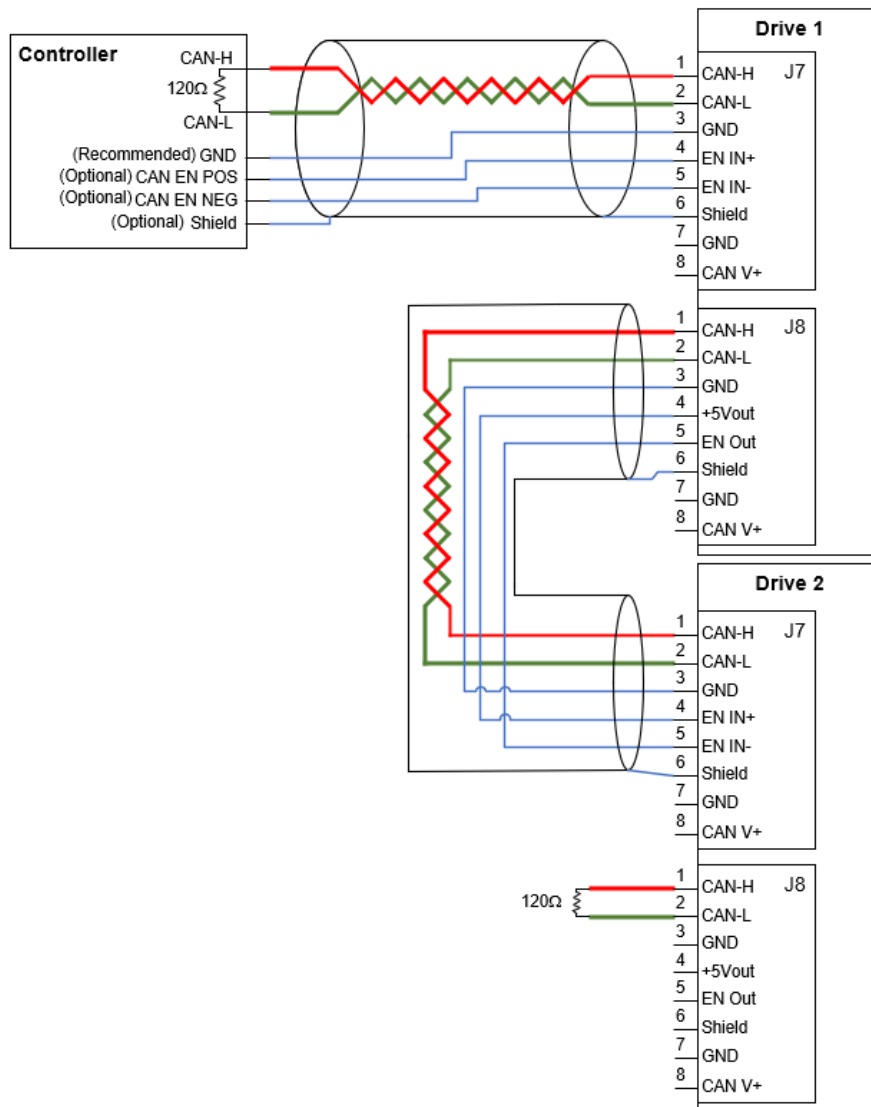 Controller
CAN-H
120Ω
CAN-L
(Recommended) GND
(Optional) CAN EN POS
(Optional) CAN EN NEG
(Optional) Shield
Drive 1
J7
1 CAN-H
2 CAN-L
3 GND
4 EN IN+
5 EN IN-
6 Shield
7 GND
8 CAN V+
J8
1 CAN-H
2 CAN-L
3 GND
4 +5Vout
5 EN Out
6 Shield
7 GND
8 CAN V+
Drive 2
J7
1 CAN-H
2 CAN-L
3 GND
4 EN IN+
5 EN IN-
6 Shield
7 GND
8 CAN V+
120Ω
J8
1 CAN-H
2 CAN-L
3 GND
4 +5Vout
5 EN Out
6 Shield
7 GND
8 CAN V+